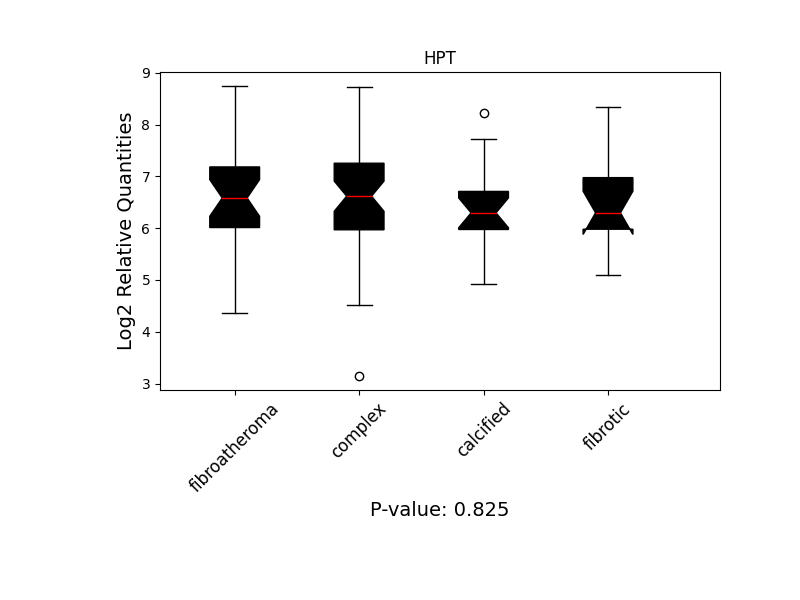 HPT
Log2 Relative Quantities
9
8
7
6
5
4
3
fibroatheroma
complex
calcified
fibrotic
P-value: 0.825